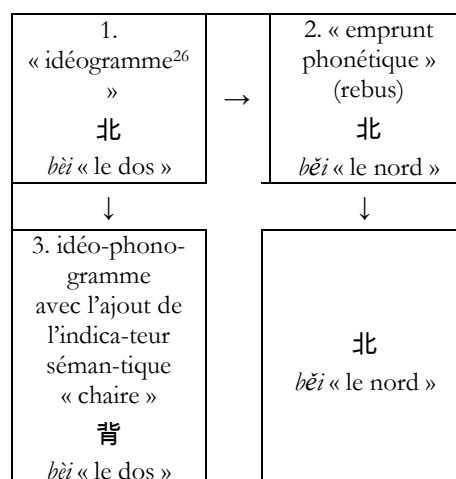 1.
« idéogramme26
»
北
bèi « le dos »
→
2. « emprunt
phonétique »
(rebus)
北
běi « le nord »
↓
↓
3. idéo-phono-
gramme
avec l’ajout de
l’indica-teur
séman-tique
« chaire »
背
bèi « le dos »
北
běi « le nord »